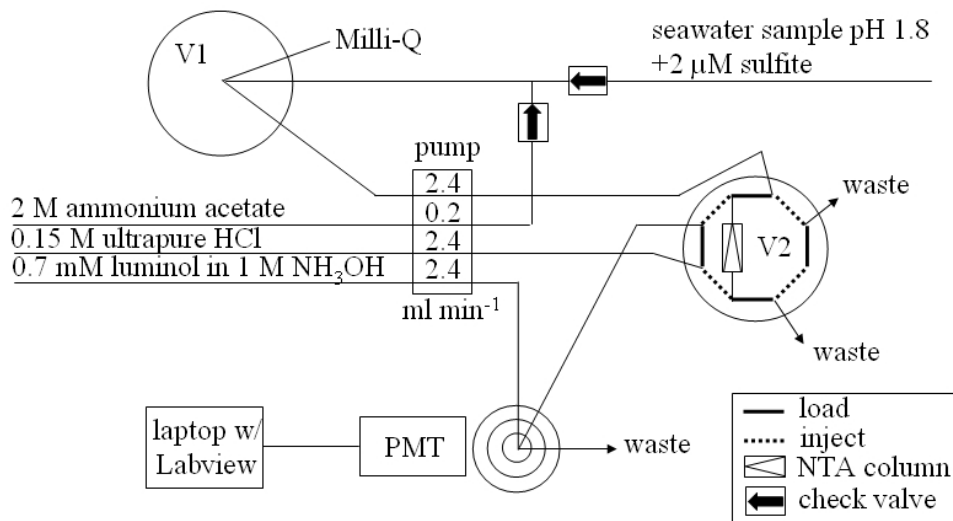 V1
Milli-Q
seawater sample pH 1.8
+2 μM sulfite
pump
2 M ammonium acetate
0.15 M ultrapure HCl
0.7 mM luminol in 1 M NH₃OH
2.4
0.2
2.4
2.4
ml min⁻¹
waste
V2
waste
laptop w/
Labview
PMT
waste
load
inject
NTA column
check valve